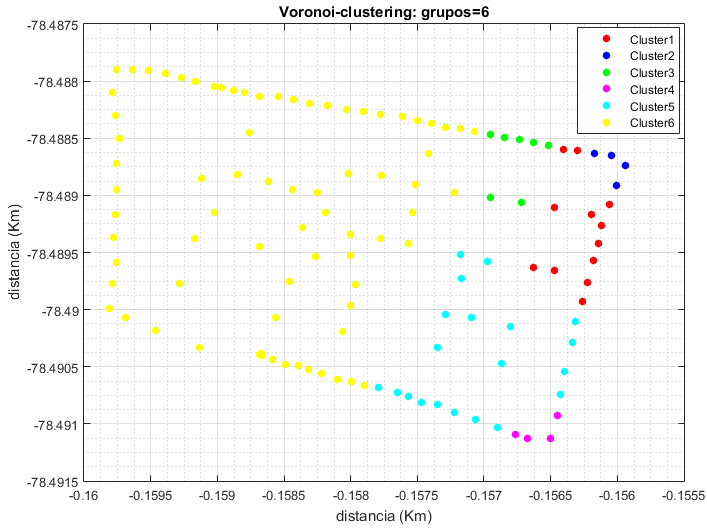 Voronoi-clustering: grupos=6
-78.4875
-78.488
-78.4885
-78.489
-78.4895
-78.49
-78.4905
-78.491
-78.4915
distancia (Km)
Cluster1
Cluster2
Cluster3
Cluster4
Cluster5
Cluster6
-0.16 -0.1595 -0.159 -0.1585 -0.158 -0.1575 -0.157 -0.1565 -0.156 -0.1555
distancia (Km)